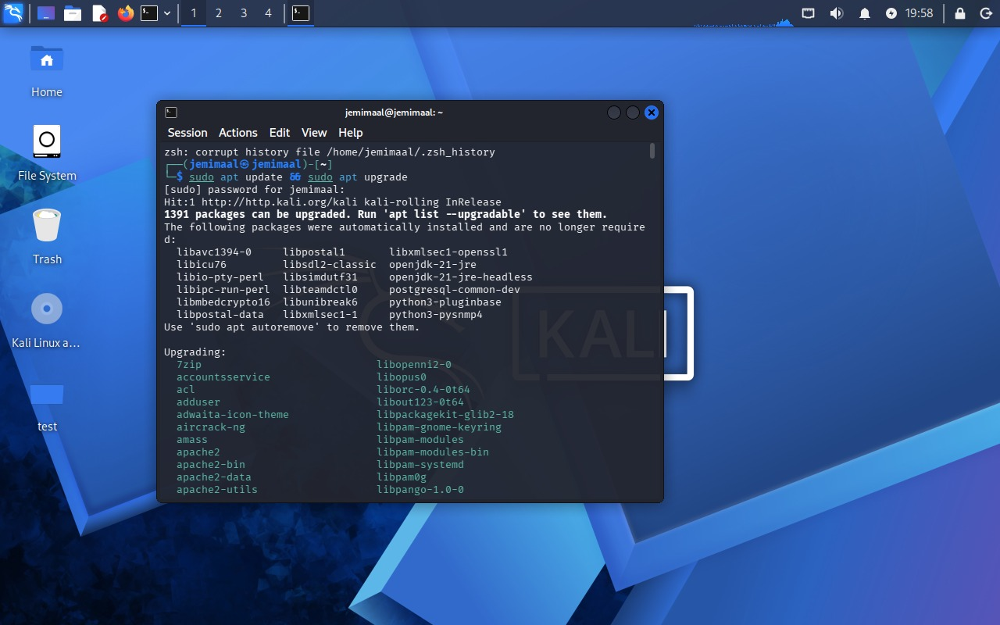 1 2 3 4 19:58
Home
File System
Trash
Kali Linux a...
test
jemimaal@jemimaal: ~
Session Actions Edit View Help
zsh: corrupt history file /home/jemimaal/.zsh_history
┌──(jemimaal㉿jemimaal)-[~]
└─$ sudo apt update && sudo apt upgrade
[sudo] password for jemimaal:
Hit:1 http://http.kali.org/kali kali-rolling InRelease
1391 packages can be upgraded. Run 'apt list --upgradable' to see them.
The following packages were automatically installed and are no longer require
d:
libavc1394-0 libpostal1 libxmlsec1-openssl1
libicu76 libsdl2-classic openjdk-21-jre
libio-pty-perl libsimdutf31 openjdk-21-jre-headless
libipc-run-perl libteamdctl0 postgresql-common-dev
libmbedcrypto16 libunibreak6 python3-pluginbase
libpostal-data libxmlsec1-1 python3-pysnmp4
Use 'sudo apt autoremove' to remove them.
Upgrading:
7zip libopenni2-0
accountsservice libopus0
acl liborc-0.4-0t64
adduser libout123-0t64
adwaita-icon-theme libpackagekit-glib2-18
aircrack-ng libpam-gnome-keyring
amass libpam-modules
apache2 libpam-modules-bin
apache2-bin libpam-systemd
apache2-data libpam0g
apache2-utils libpango-1.0-0
KALI